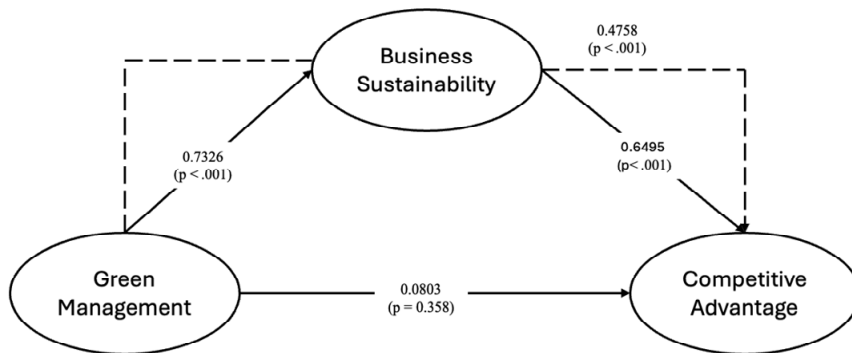 Business
Sustainability
0.4758
(p < .001)
0.7326
(p < .001)
0.6495
(p< .001)
Green
Management
0.0803
(p = 0.358)
Competitive
Advantage